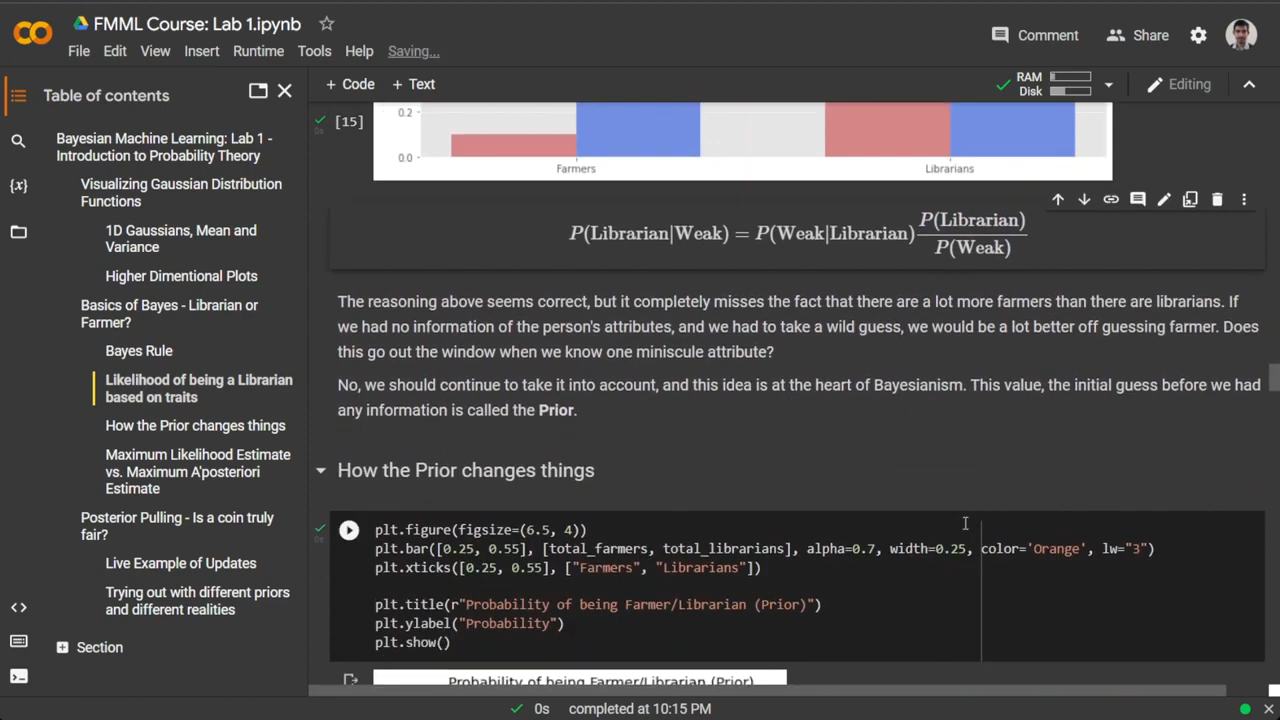 FMML Course: Lab 1.ipynb
File Edit View Insert Runtime Tools Help Saving...
Comment Share
Table of contents
+ Code + Text
RAM
Disk
Editing
Bayesian Machine Learning: Lab 1 -
Introduction to Probability Theory
Visualizing Gaussian Distribution
Functions
1D Gaussians, Mean and
Variance
Higher Dimentional Plots
Basics of Bayes - Librarian or
Farmer?
Bayes Rule
Likelihood of being a Librarian
based on traits
How the Prior changes things
Maximum Likelihood Estimate
vs. Maximum A'posteriori
Estimate
Posterior Pulling - Is a coin truly
fair?
Live Example of Updates
Trying out with different priors
and different realities
Section
0s
[15]
0.2
0.0
Farmers Librarians
P(Librarian|Weak) = P(Weak|Librarian) P(Librarian)
P(Weak)
The reasoning above seems correct, but it completely misses the fact that there are a lot more farmers than there are librarians. If
we had no information of the person's attributes, and we had to take a wild guess, we would be a lot better off guessing farmer. Does
this go out the window when we know one miniscule attribute?
No, we should continue to take it into account, and this idea is at the heart of Bayesianism. This value, the initial guess before we had
any information is called the Prior.
How the Prior changes things
0s
plt.figure(figsize=(6.5, 4))
plt.bar([0.25, 0.55], [total_farmers, total_librarians], alpha=0.7, width=0.25, color='Orange', lw="3")
plt.xticks([0.25, 0.55], ["Farmers", "Librarians"])
plt.title(r"Probability of being Farmer/Librarian (Prior)")
plt.ylabel("Probability")
plt.show()
Probability of being Farmer/Librarian (Prior)
0s completed at 10:15 PM